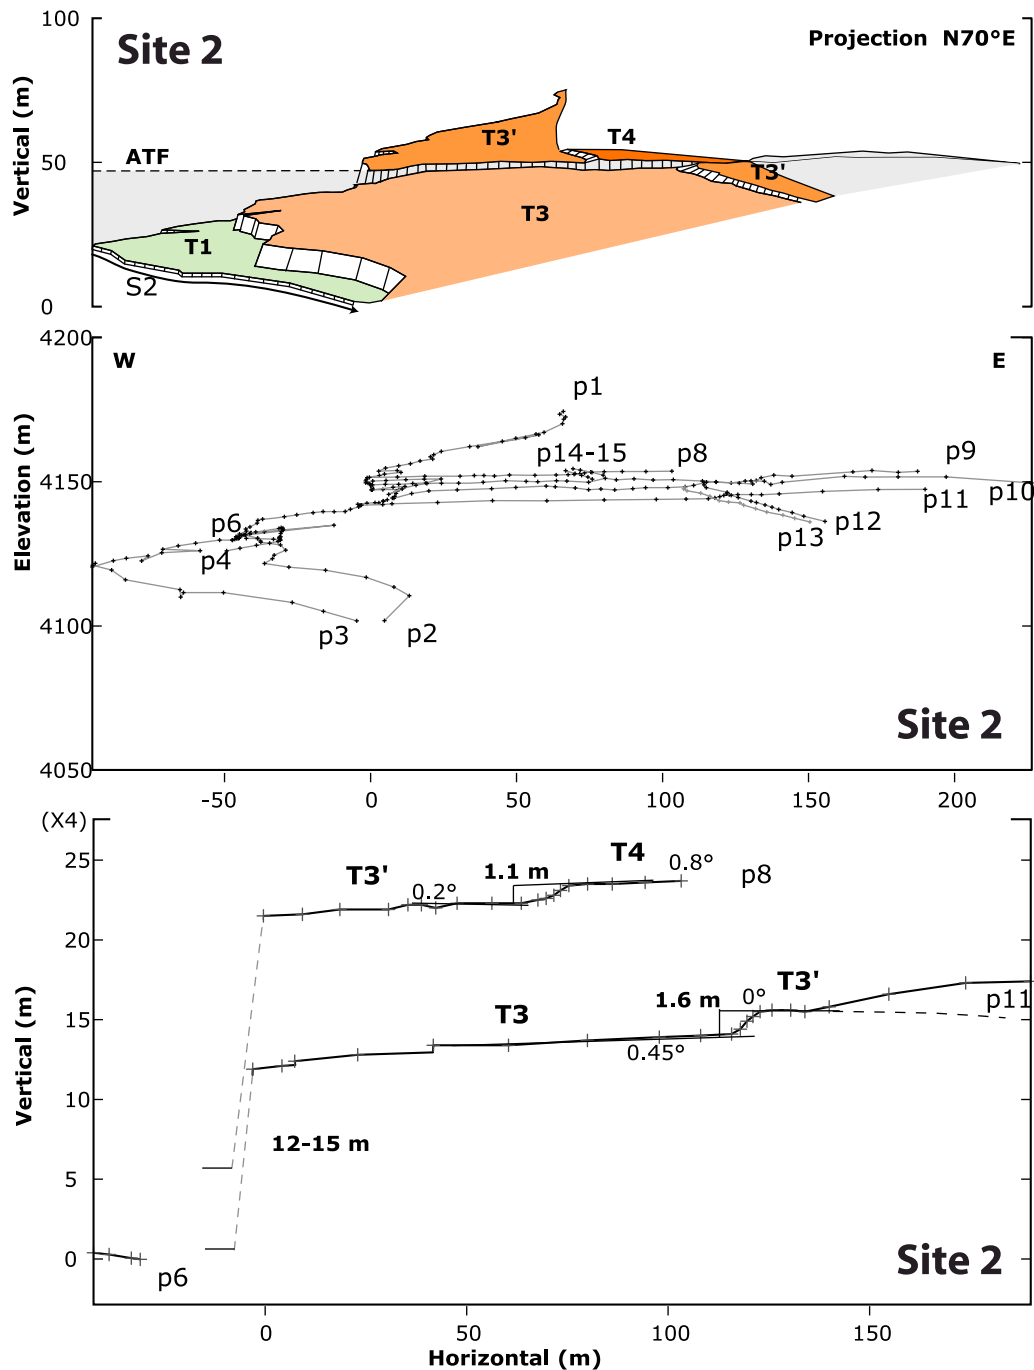 100
Site 2
Projection N70°E
Vertical (m)
T3'
T4
50
ATF
T3'
T3
T1
S2
0
4200
W
E
p1
p14-15
p8
p9
4150
Elevation (m)
p10
p11
p6
p12
p13
p4
4100
p3
p2
Site 2
4050
-50
0
50
100
150
200
(X4)
25
T3'
1.1 m
T4
0.8°
0.2°
p8
20
Vertical (m)
15
T3
1.6 m
0°
T3'
p11
0.45°
10
12-15 m
5
0
p6
Site 2
0
50
100
150
Horizontal (m)